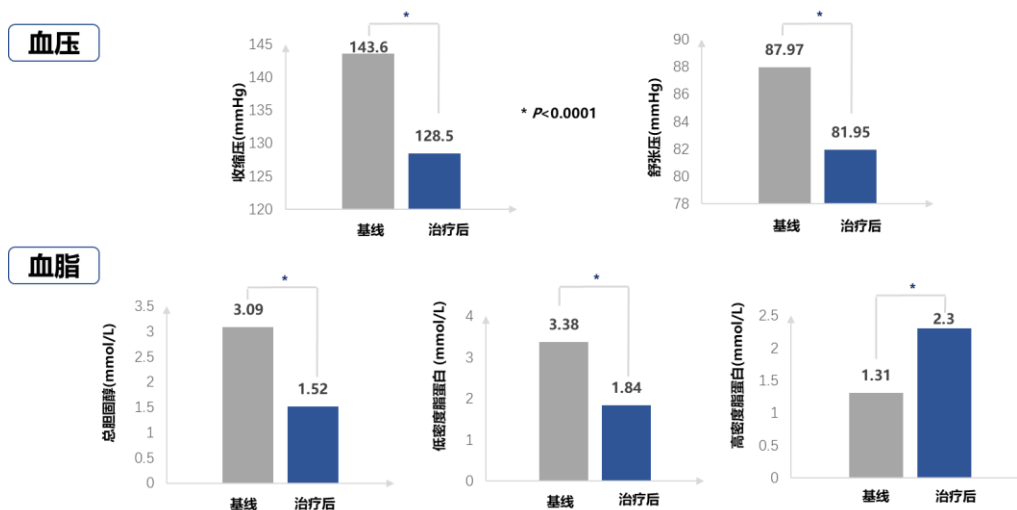 血压
*
145
143.6
140
135
130
128.5
125
120
收缩压(mmHg)
基线
治疗后
* P<0.0001
*
90
87.97
88
86
84
82
81.95
80
78
舒张压(mmHg)
基线
治疗后
血脂
*
3.5
3.09
3
2.5
2
1.52
1.5
1
0.5
0
总胆固醇(mmol/L)
基线
治疗后
*
4
3.38
3
2
1.84
1
0
低密度脂蛋白 (mmol/L)
基线
治疗后
*
2.5
2.3
2
1.5
1.31
1
0.5
0
高密度脂蛋白(mmol/L)
基线
治疗后